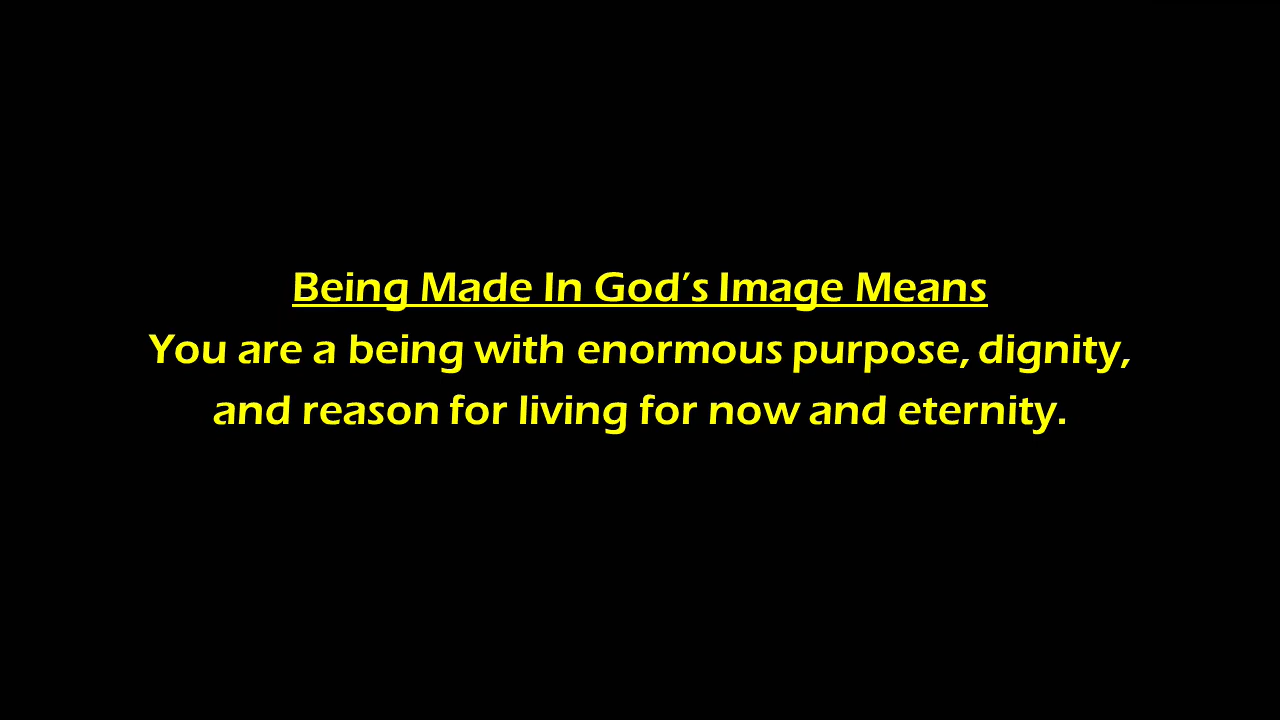 Being Made In God’s Image Means
You are a being with enormous purpose, dignity,
and reason for living for now and eternity.